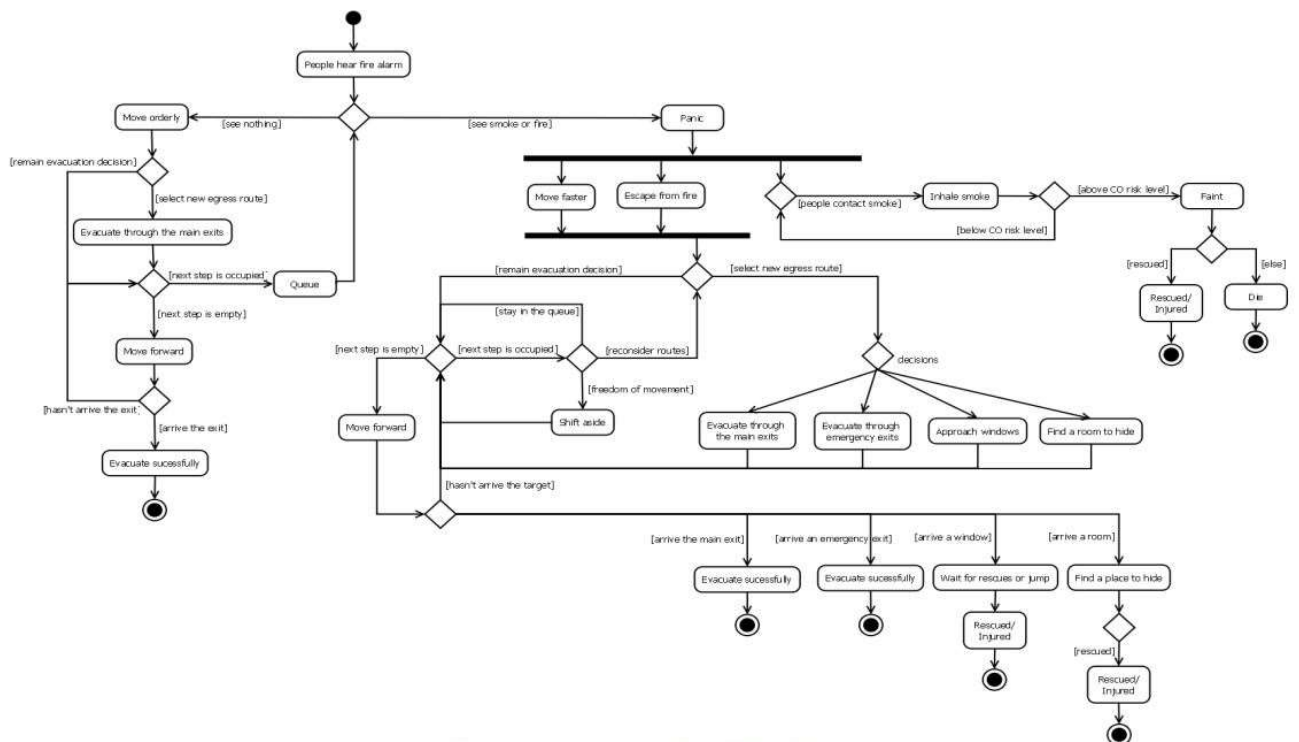 People hear fire alarm
Move orderly
[see nothing]
[see smoke or fire]
Panic
[remain evacuation decision]
[select new egress route]
Evacuate through the main exits
[next step is occupied]
Queue
[next step is empty]
Move forward
[hasn't arrive the exit]
[arrive the exit]
Evacuate sucessfully
Move faster
Escape from fire
[people contact smoke]
Inhale smoke
[above CO risk level]
Faint
[below CO risk level]
[rescued]
[else]
Rescued/
Injured
Die
[remain evacuation decision]
[select new egress route]
[stay in the queue]
[next step is empty]
[next step is occupied]
[reconsider routes]
decisions
[freedom of movement]
Move forward
Shift aside
Evacuate through
the main exits
Evacuate through
emergency exits
Approach windows
Find a room to hide
[hasn't arrive the target]
[arrive the main exit]
[arrive an emergency exit]
[arrive a window]
[arrive a room]
Evacuate sucessfully
Evacuate sucessfully
Wait for rescues or jump
Find a place to hide
Rescued/
Injured
[rescued]
Rescued/
Injured